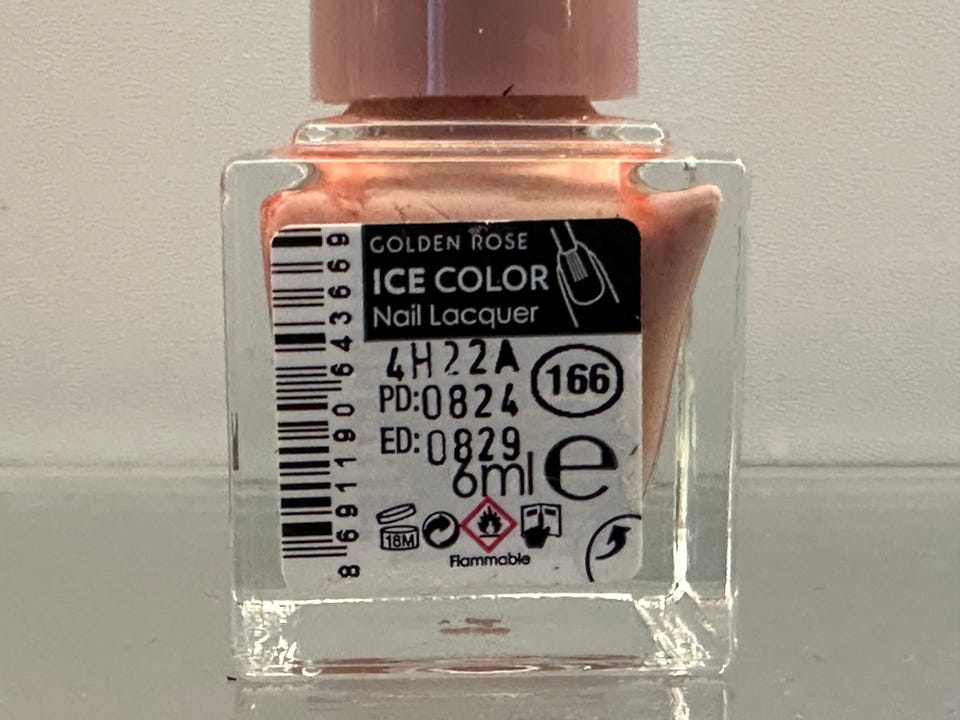 GOLDEN ROSE
ICE COLOR
Nail Lacquer
4H22A
166
PD:0824
ED:0829
6ml e
18M
Flammable
8691190643669